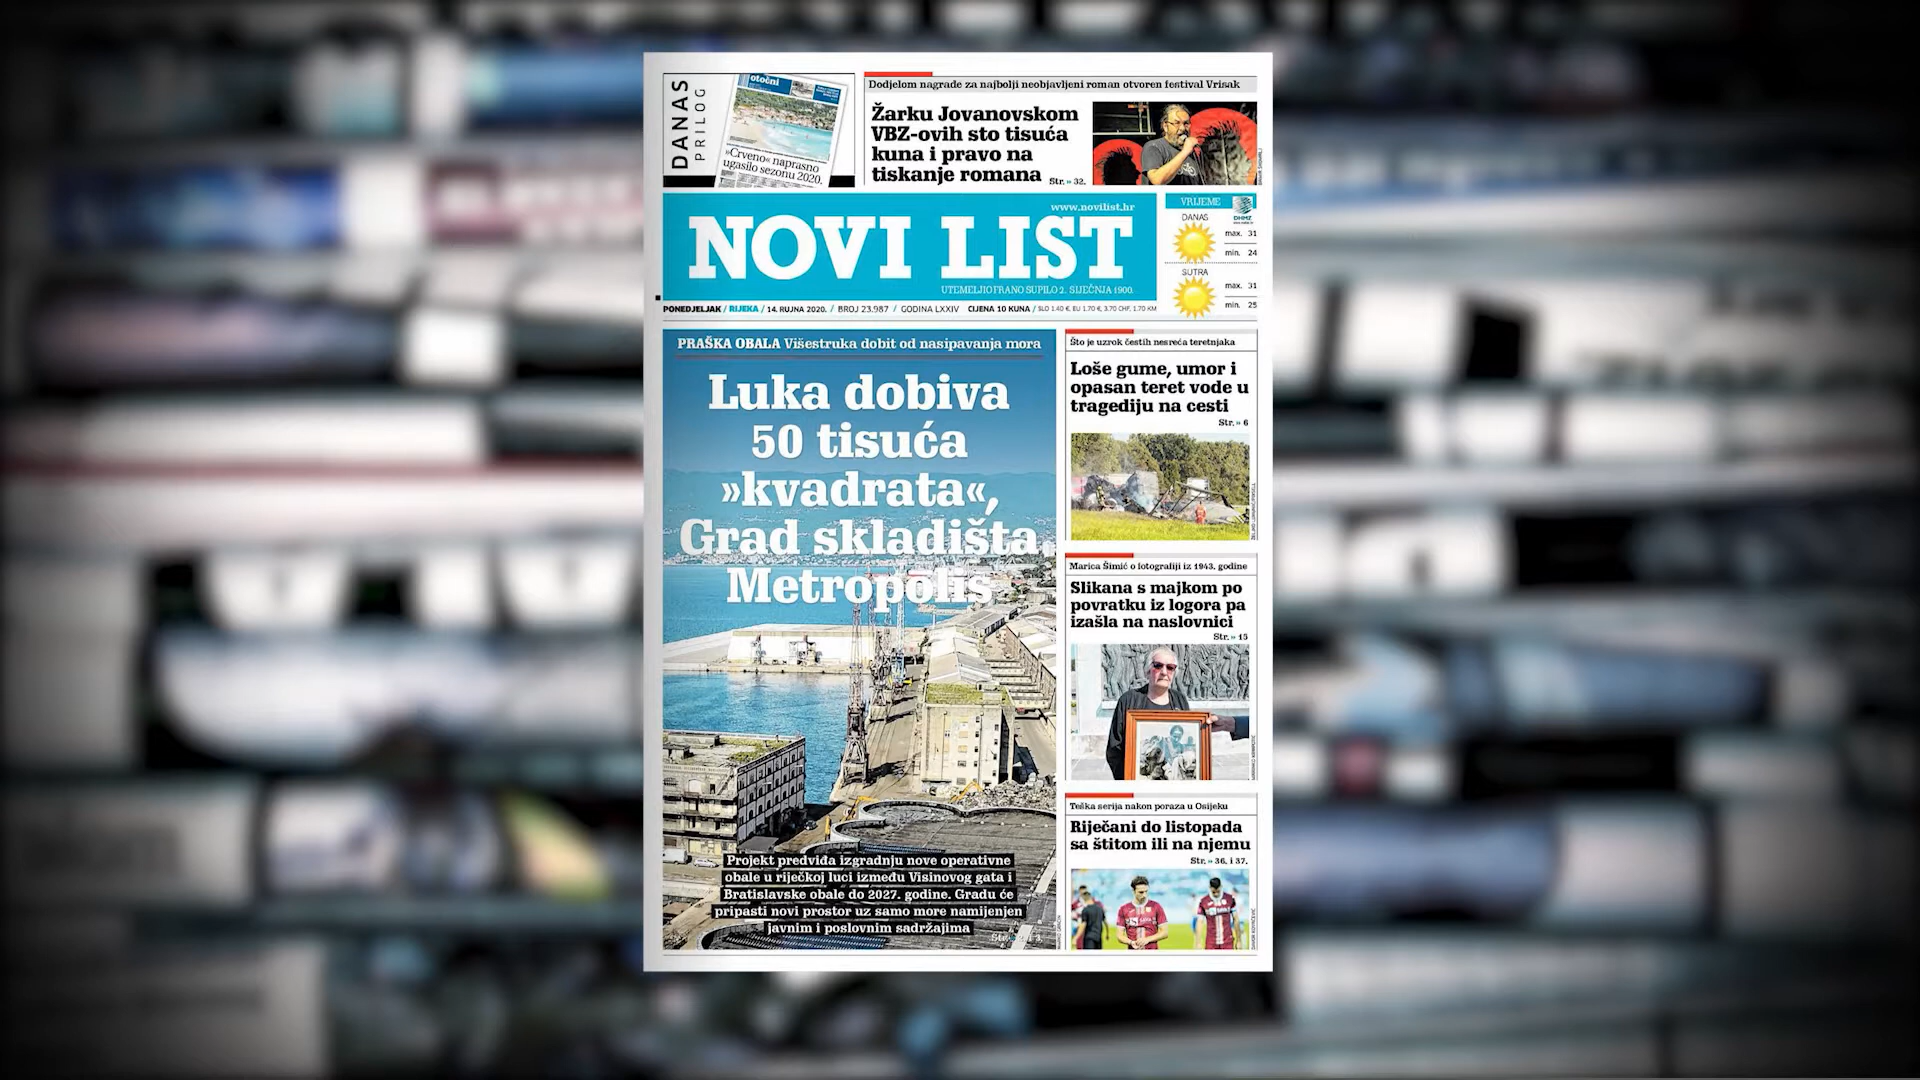 DANAS
PRILOG
otočni
»Crveno« naprasno
ugasilo sezonu 2020.
Dodjelom nagrade za najbolji neobjavljeni roman otvoren festival Vrisak
Žarku Jovanovskom
VBZ-ovih sto tisuća
kuna i pravo na
tiskanje romana Str. » 32.
www.novilist.hr
NOVI LIST
UTEMELJIO FRANO SUPILO 2. SIJEČNJA 1900.
VRIJEME
DHMZ
DANAS
max. 31
min. 24
SUTRA
max. 31
min. 25
PONEDJELJAK / RIJEKA / 14. RUJNA 2020. / BROJ 23.987 / GODINA LXXIV CIJENA 10 KUNA / SLO 1.40 €, EU 1.70 €, 3.70 CHF, 1.70 KM
PRAŠKA OBALA Višestruka dobit od nasipavanja mora
Luka dobiva
50 tisuća
»kvadrata«,
Grad skladišta
Metropolis
Projekt predviđa izgradnju nove operativne
obale u riječkoj luci između Visinovog gata i
Bratislavske obale do 2027. godine. Gradu će
pripasti novi prostor uz samo more namijenjen
javnim i poslovnim sadržajima
Što je uzrok čestih nesreća teretnjaka
Loše gume, umor i
opasan teret vode u
tragediju na cesti
Str. » 6
Marica Šimić o fotografiji iz 1943. godine
Slikana s majkom po
povratku iz logora pa
izašla na naslovnici
Str. » 15
Teška serija nakon poraza u Osijeku
Riječani do listopada
sa štitom ili na njemu
Str. » 36. i 37.